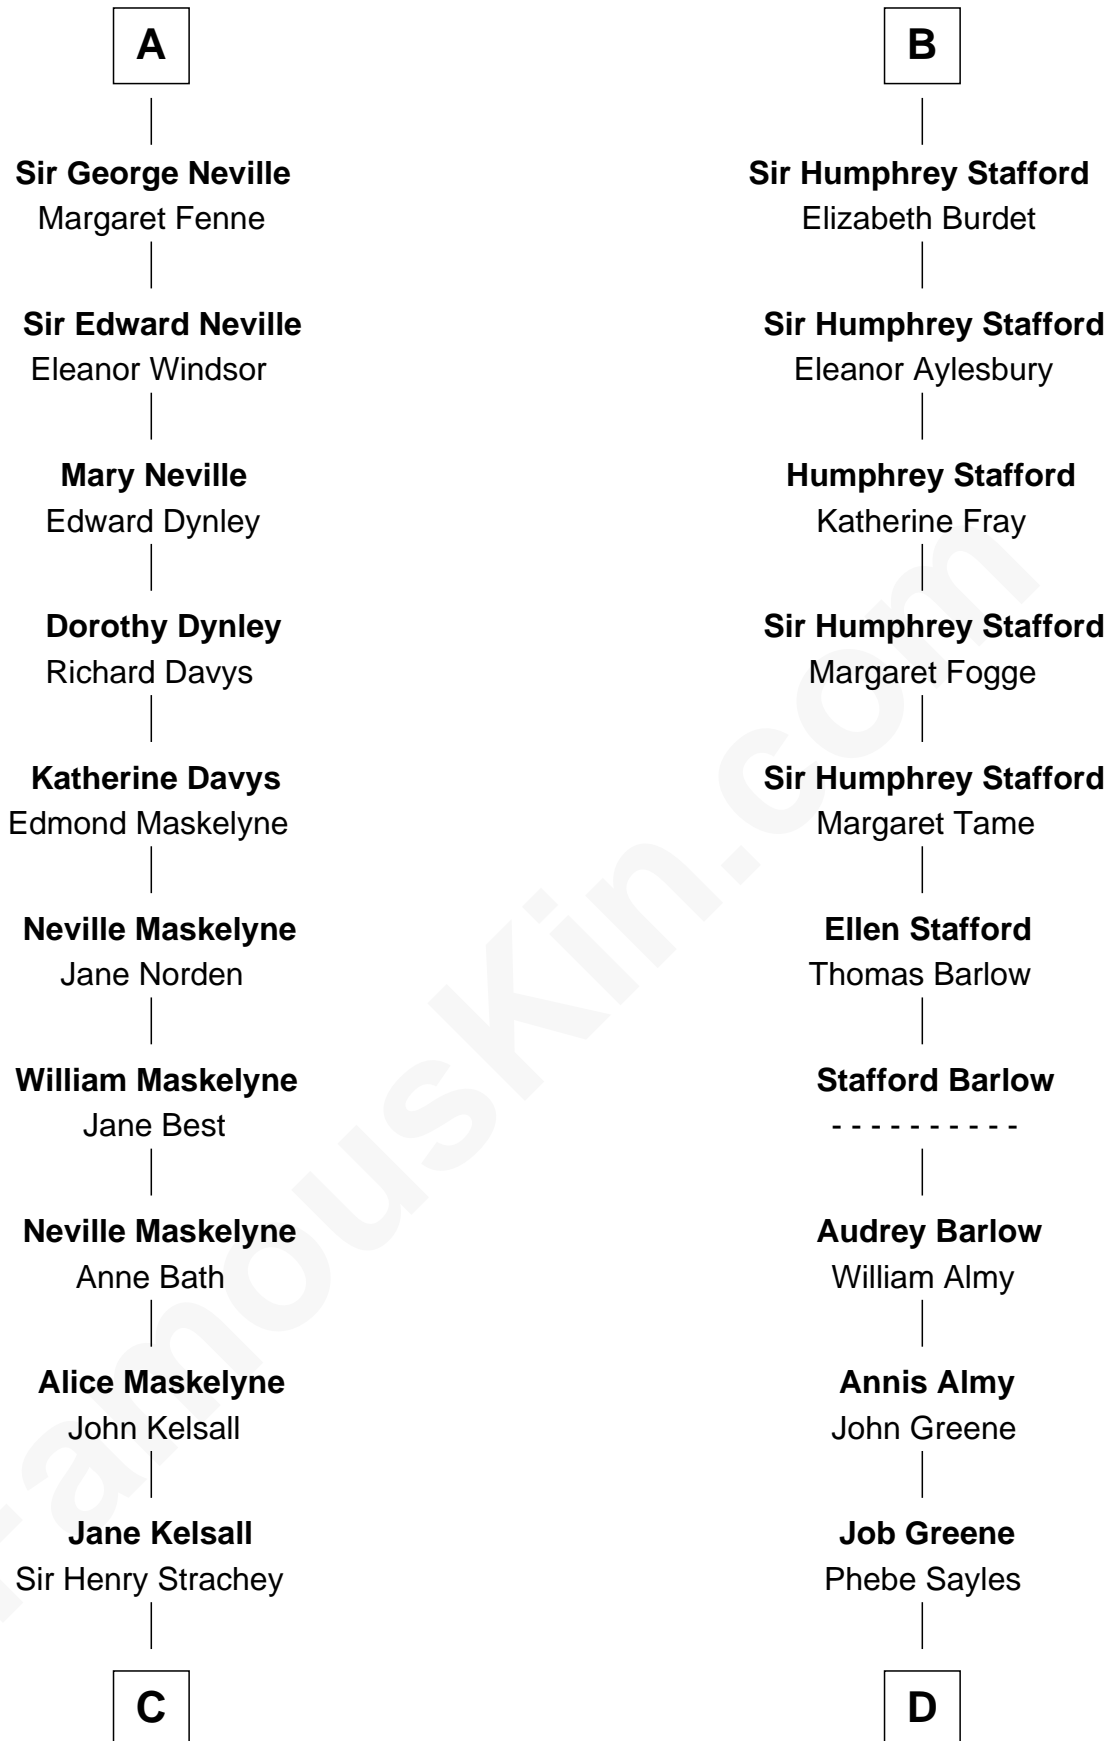 A
Sir George Neville
Margaret Fenne
Sir Edward Neville
Eleanor Windsor
Mary Neville
Edward Dynley
Dorothy Dynley
Richard Davys
Katherine Davys
Edmond Maskelyne
Neville Maskelyne
Jane Norden
William Maskelyne
Jane Best
Neville Maskelyne
Anne Bath
Alice Maskelyne
John Kelsall
Jane Kelsall
Sir Henry Strachey
C
B
Sir Humphrey Stafford
Elizabeth Burdet
Sir Humphrey Stafford
Eleanor Aylesbury
Humphrey Stafford
Katherine Fray
Sir Humphrey Stafford
Margaret Fogge
Sir Humphrey Stafford
Margaret Tame
Ellen Stafford
Thomas Barlow
Stafford Barlow
- - - - - - - - - -
Audrey Barlow
William Almy
Annis Almy
John Greene
Job Greene
Phebe Sayles
D
FamousKin.com